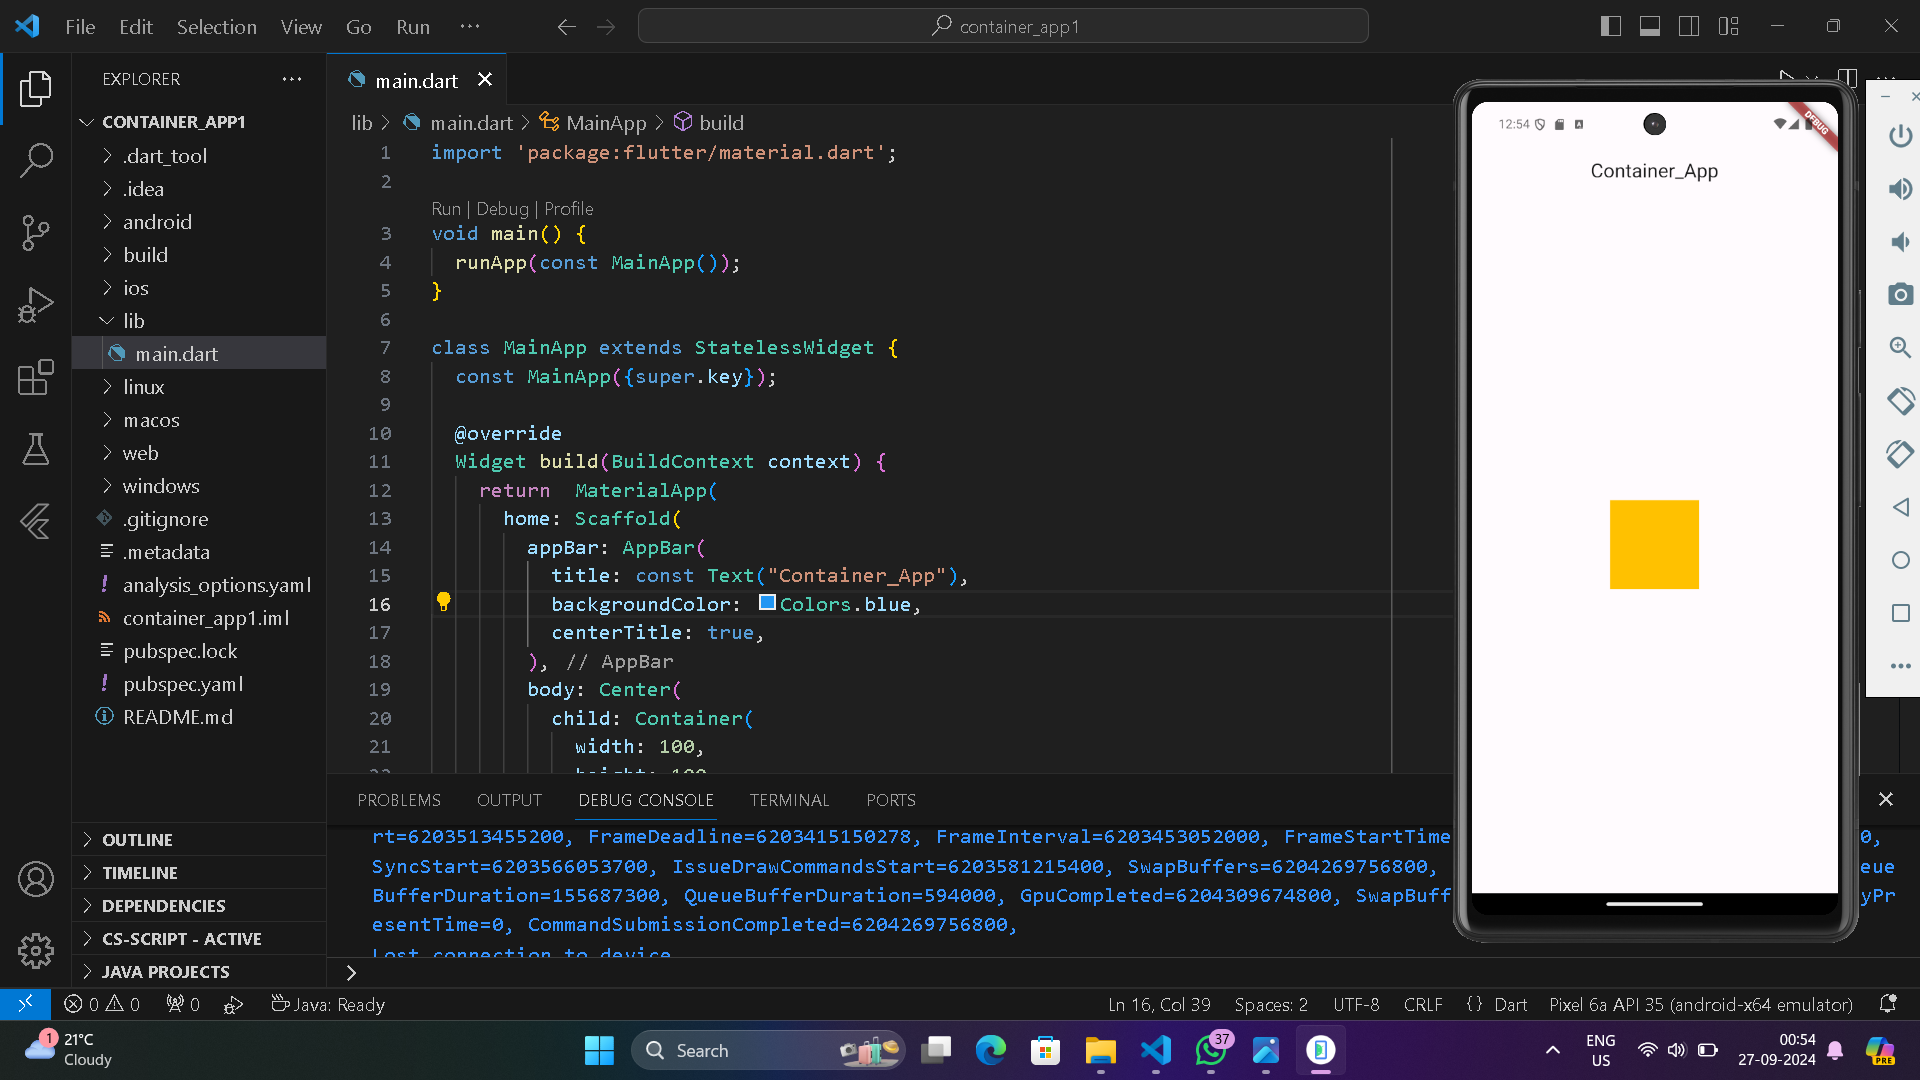 File Edit Selection View Go Run ···
container_app1
EXPLORER
CONTAINER_APP1
.dart_tool
.idea
android
build
ios
lib
main.dart
linux
macos
web
windows
.gitignore
.metadata
analysis_options.yaml
container_app1.iml
pubspec.lock
pubspec.yaml
README.md
OUTLINE
TIMELINE
DEPENDENCIES
CS-SCRIPT - ACTIVE
JAVA PROJECTS
main.dart
lib > main.dart > MainApp > build
1 import 'package:flutter/material.dart';
2
Run | Debug | Profile
3 void main() {
4 runApp(const MainApp());
5 }
6
7 class MainApp extends StatelessWidget {
8 const MainApp({super.key});
9
10 @override
11 Widget build(BuildContext context) {
12 return  MaterialApp(
13 home: Scaffold(
14 appBar: AppBar(
15 title: const Text("Container_App"),
16 backgroundColor: Colors.blue,
17 centerTitle: true,
18 ), // AppBar
19 body: Center(
20 child: Container(
21 width: 100,
22 height: 100
PROBLEMS OUTPUT DEBUG CONSOLE TERMINAL PORTS
rt=6203513455200, FrameDeadline=6203415150278, FrameInterval=6203453052000, FrameStartTime 0,
SyncStart=6203566053700, IssueDrawCommandsStart=6203581215400, SwapBuffers=6204269756800, eue
BufferDuration=155687300, QueueBufferDuration=594000, GpuCompleted=6204309674800, SwapBuff yPr
esentTime=0, CommandSubmissionCompleted=6204269756800,
Lost connection to device
12:54
DEBUG
Container_App
0 0 0 Java: Ready
Ln 16, Col 39 Spaces: 2 UTF-8 CRLF {} Dart Pixel 6a API 35 (android-x64 emulator)
1 21°C
Cloudy
Search
37
PRE
ENG
US
00:54
27-09-2024